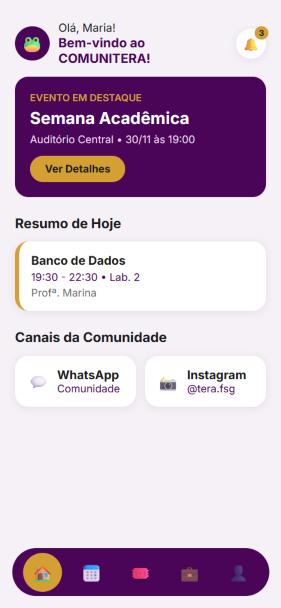 Olá, Maria!
Bem-vindo ao
COMUNITERA!
3
EVENTO EM DESTAQUE
Semana Acadêmica
Auditório Central • 30/11 às 19:00
Ver Detalhes
Resumo de Hoje
Banco de Dados
19:30 - 22:30 • Lab. 2
Profª. Marina
Canais da Comunidade
WhatsApp
Comunidade
Instagram
@tera.fsg